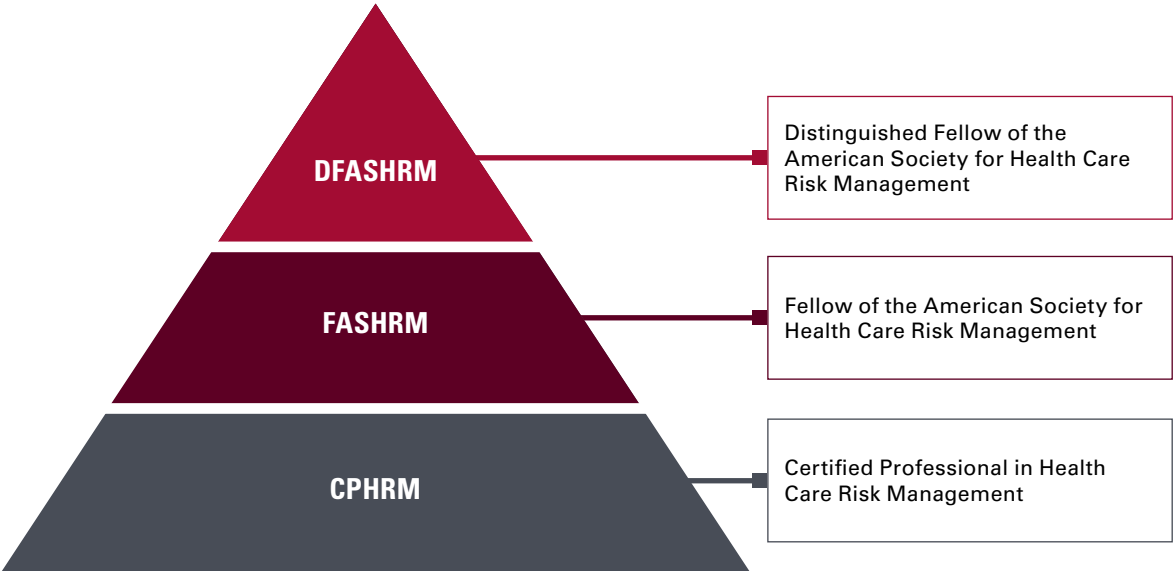 DFASHRM
Distinguished Fellow of the
American Society for Health Care
Risk Management
FASHRM
Fellow of the American Society for
Health Care Risk Management
CPHRM
Certified Professional in Health
Care Risk Management